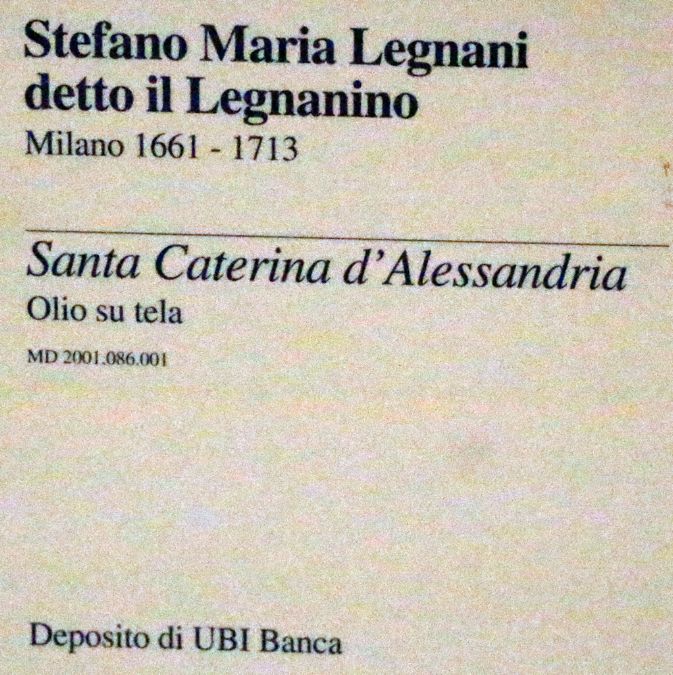 Stefano Maria Legnani
detto il Legnanino
Milano 1661 - 1713
Santa Caterina d'Alessandria
Olio su tela
MD 2001.086.001
Deposito di UBI Banca